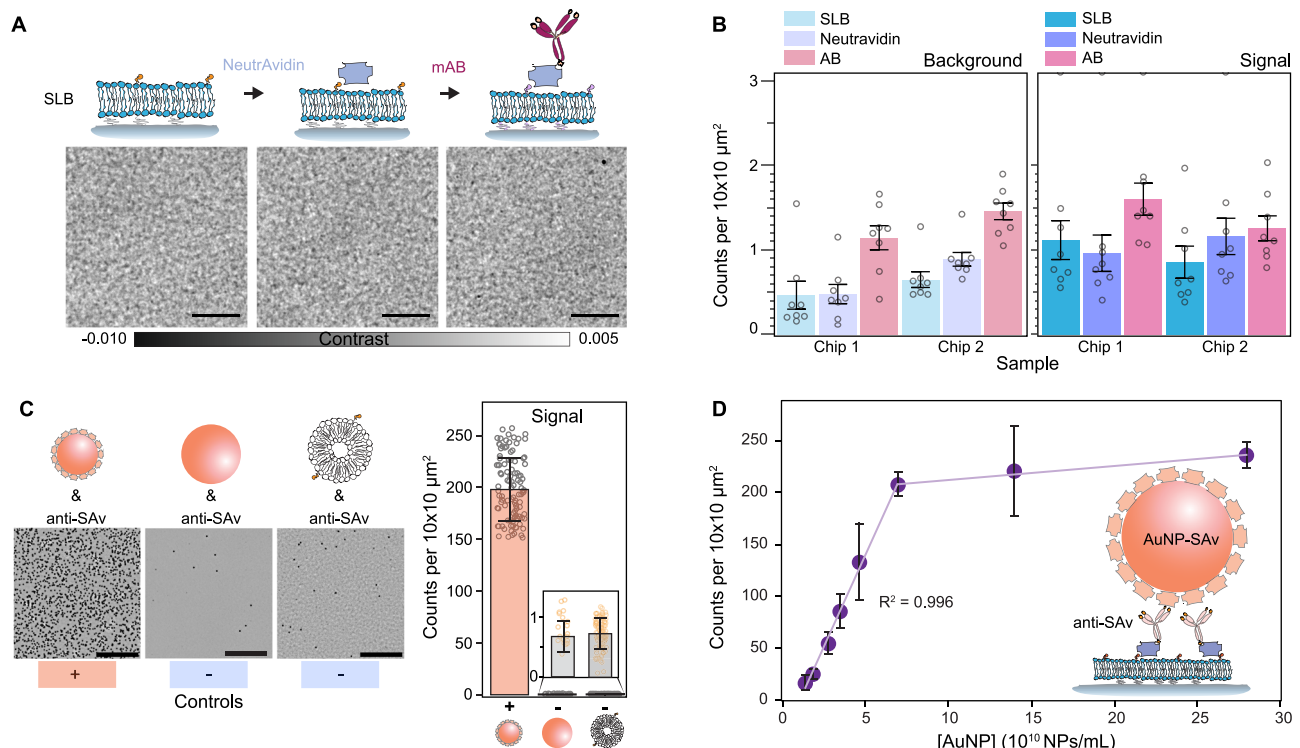 A
NeutrAvidin
mAB
SLB
-0.010
Contrast
0.005
B
SLB
Neutravidin
AB
Background
SLB
Neutravidin
AB
Signal
Counts per 10x10 µm²
3
2
1
0
3
2
1
0
Chip 1
Chip 2
Chip 1
Chip 2
Sample
C
&
&
&
anti-SAv
anti-SAv
anti-SAv
+
-
-
Controls
Signal
Counts per 10x10 µm²
250
200
150
100
50
0
1
0
+
-
-
D
Counts per 10x10 µm²
250
200
150
100
50
0
R² = 0.996
AuNP-SAv
anti-SAv
0
5
10
15
20
25
30
[AuNP] (10¹⁰ NPs/mL)